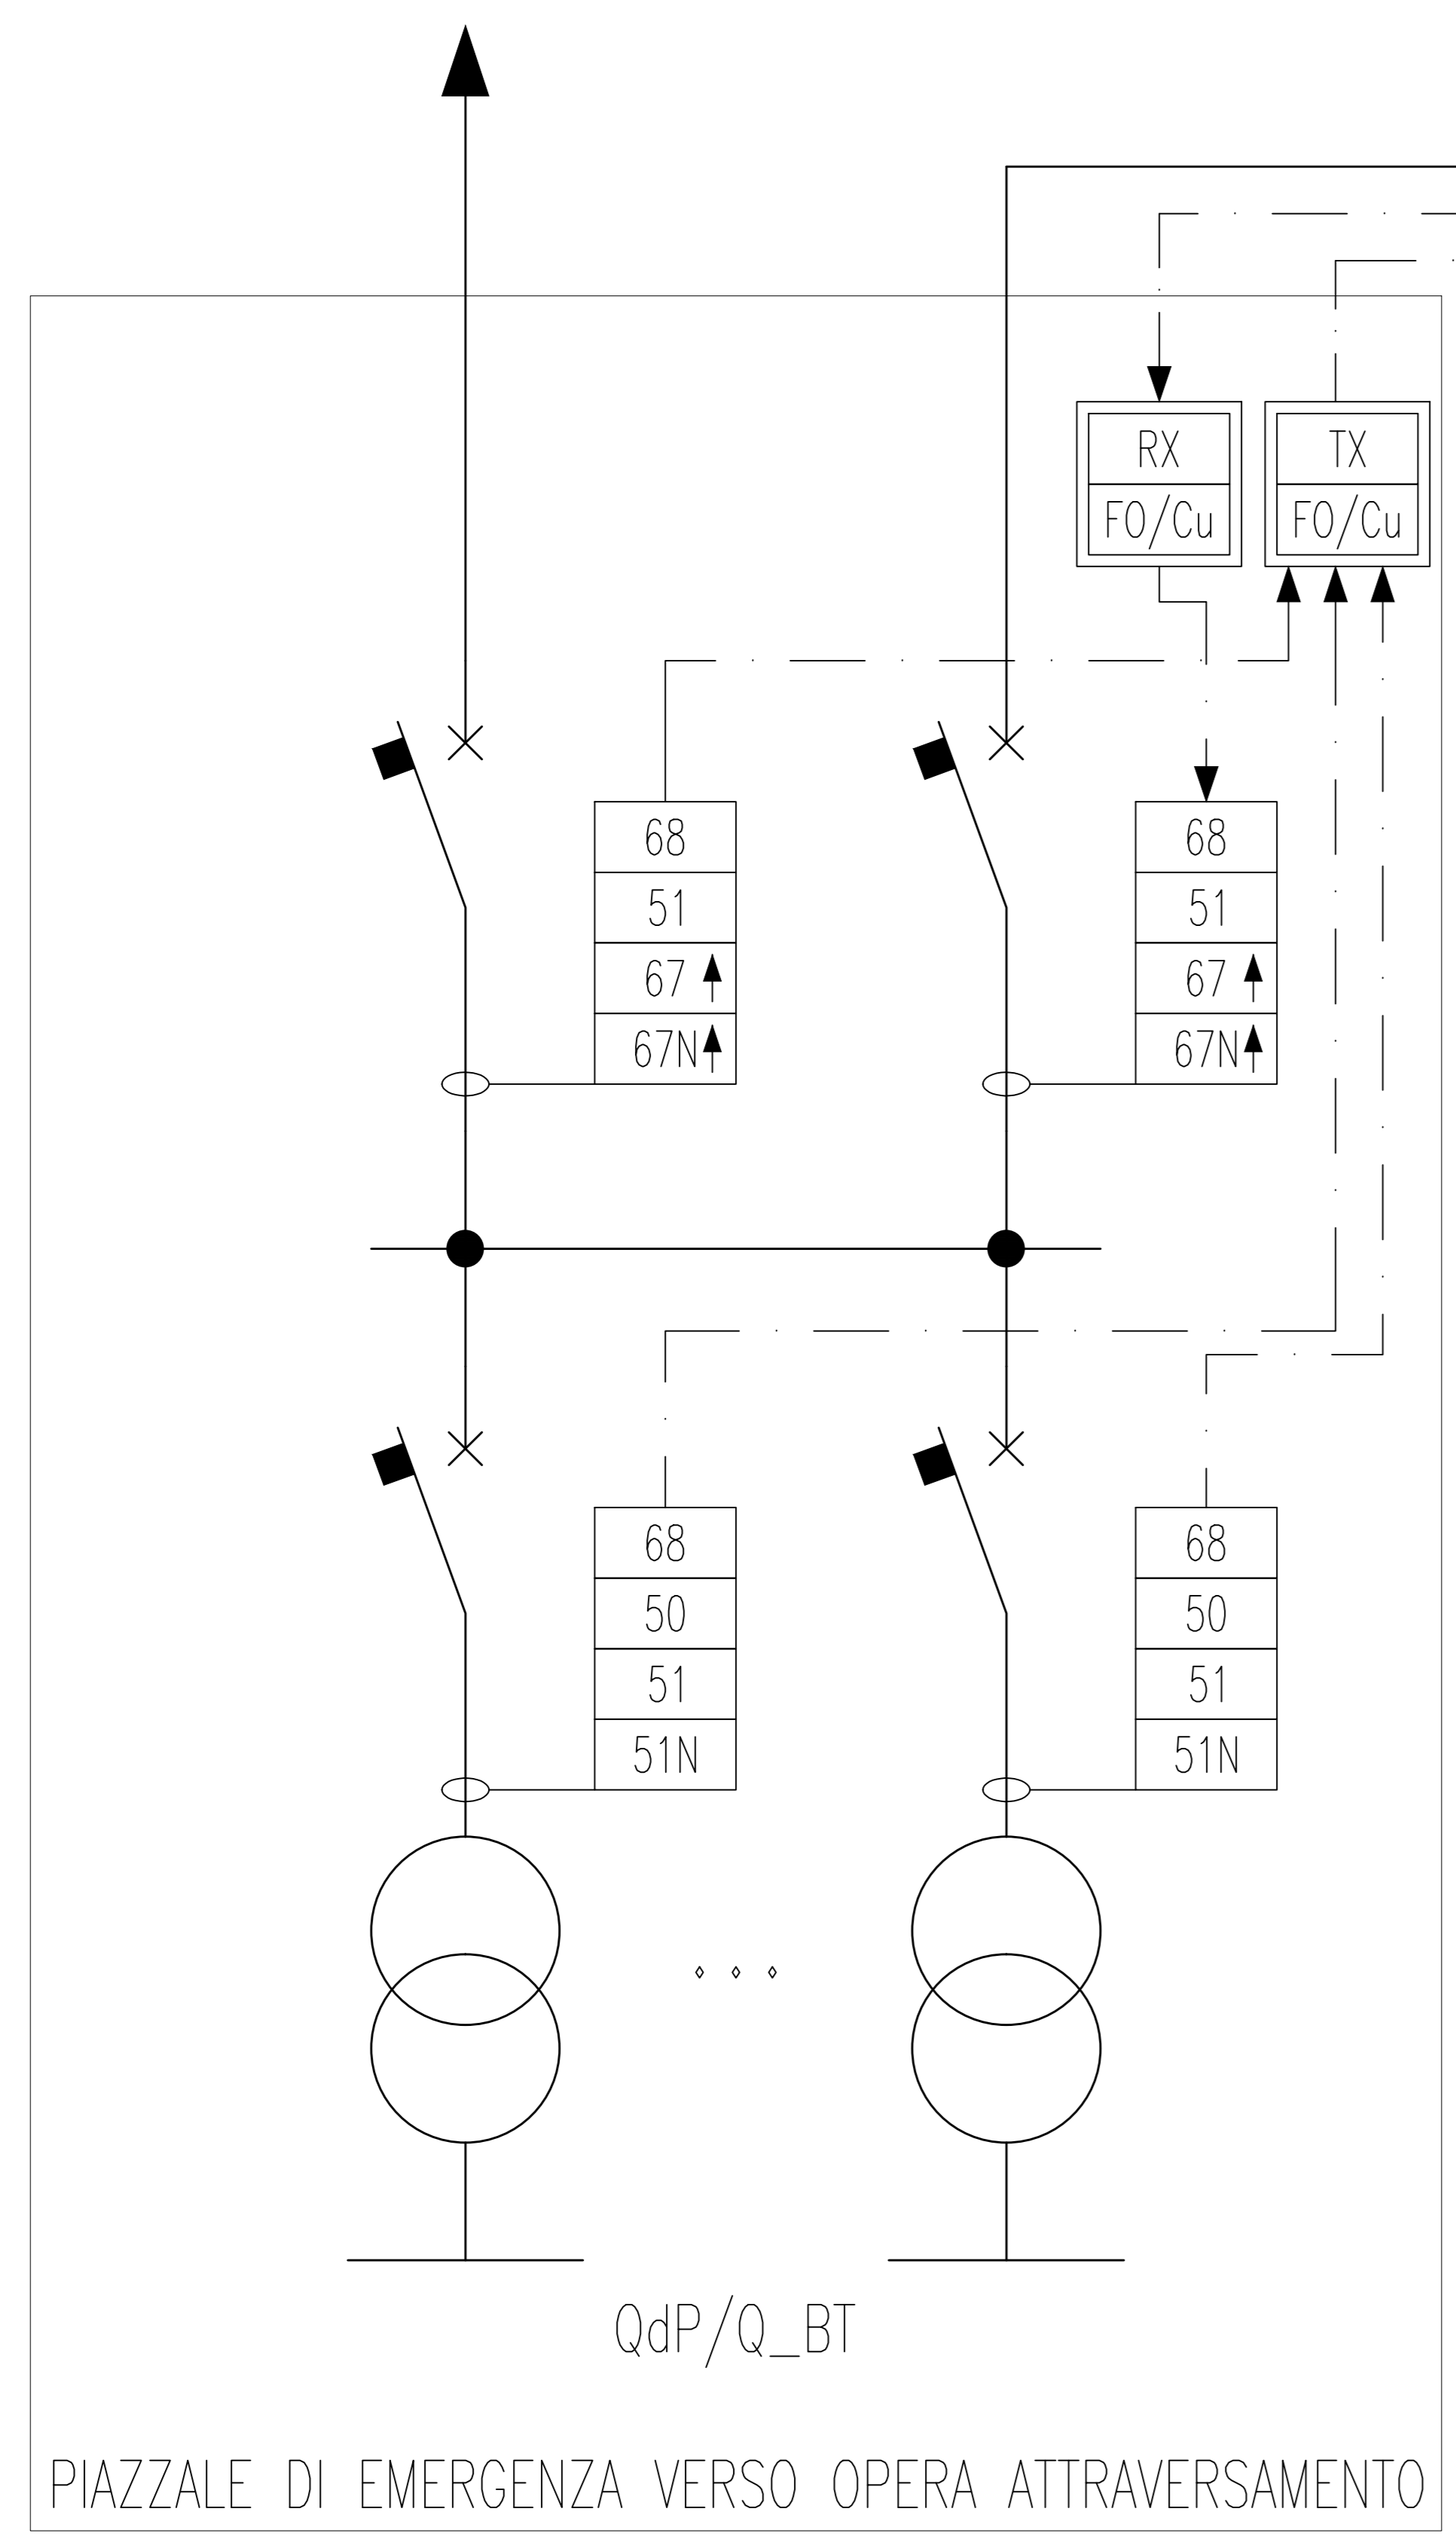 RX
FO/Cu
TX
FO/Cu
68
51
67
67N
68
51
67
67N
68
50
51
51N
68
50
51
51N
QdP/Q_BT
PIAZZALE DI EMERGENZA VERSO OPERA ATTRAVERSAMENTO